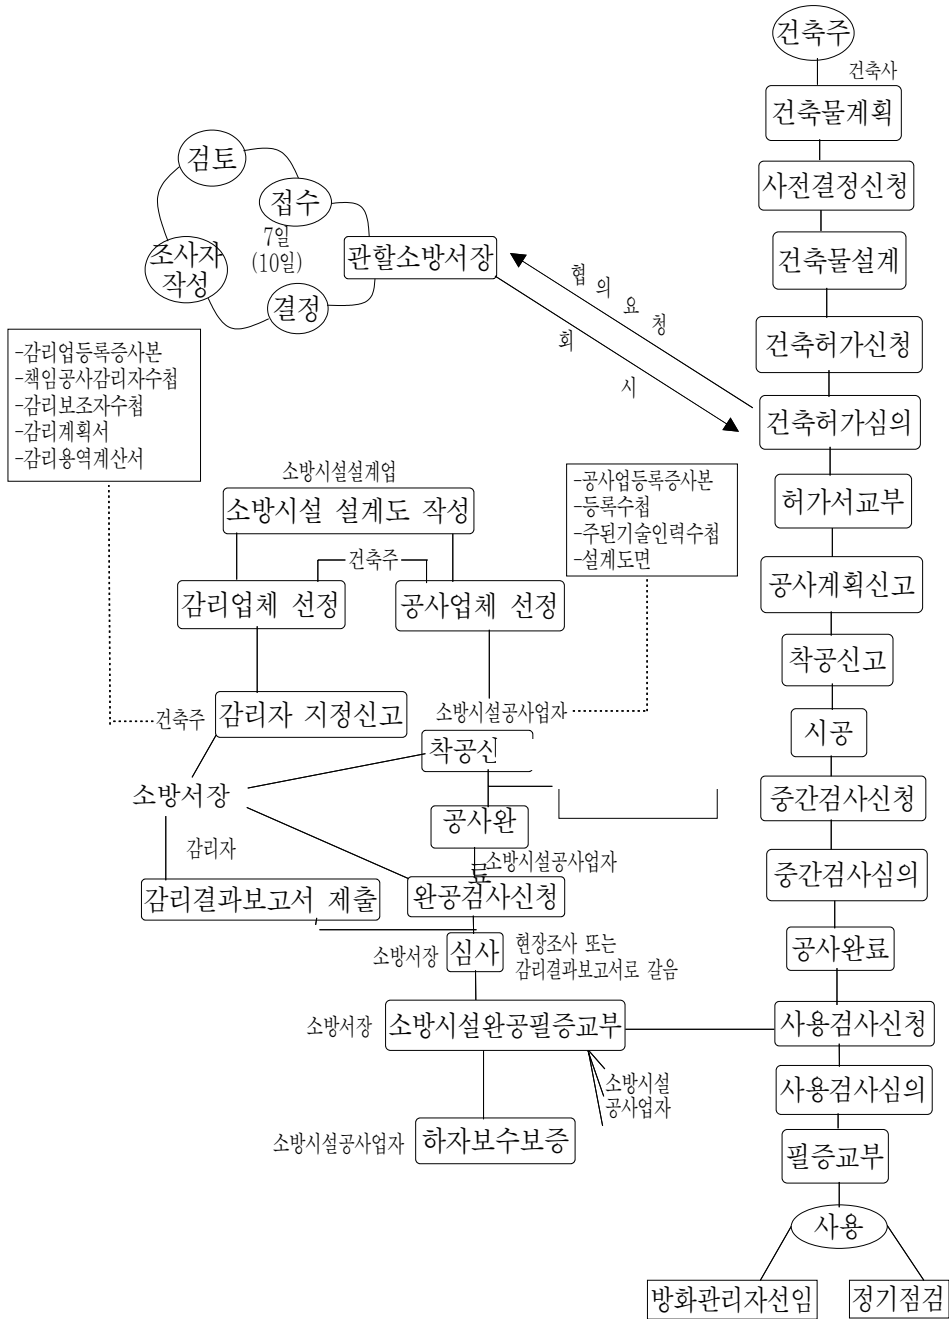 건축주
건축사
건축물계획
사전결정신청
건축물설계
건축허가신청
건축허가심의
허가서교부
공사계획신고
착공신고
시공
중간검사신청
중간검사심의
공사완료
사용검사신청
사용검사심의
필증교부
사용
방화관리자선임
정기점검
검토
접수
7일
(10일)
조사자
작성
결정
관할소방서장
협의요청
회시
-감리업등록증사본
-책임공사감리자수첩
-감리보조자수첩
-감리계획서
-감리용역계산서
소방시설설계업
소방시설 설계도 작성
건축주
감리업체 선정
공사업체 선정
-공사업등록증사본
-등록수첩
-주된기술인력수첩
-설계도면
건축주
감리자 지정신고
소방시설공사업자
착공신
소방서장
공사완
료
감리자
소방시설공사업자
감리결과보고서 제출
완공검사신청
소방서장
심사
현장조사 또는
감리결과보고서로 갈음
소방서장
소방시설완공필증교부
소방시설
공사업자
소방시설공사업자
하자보수보증